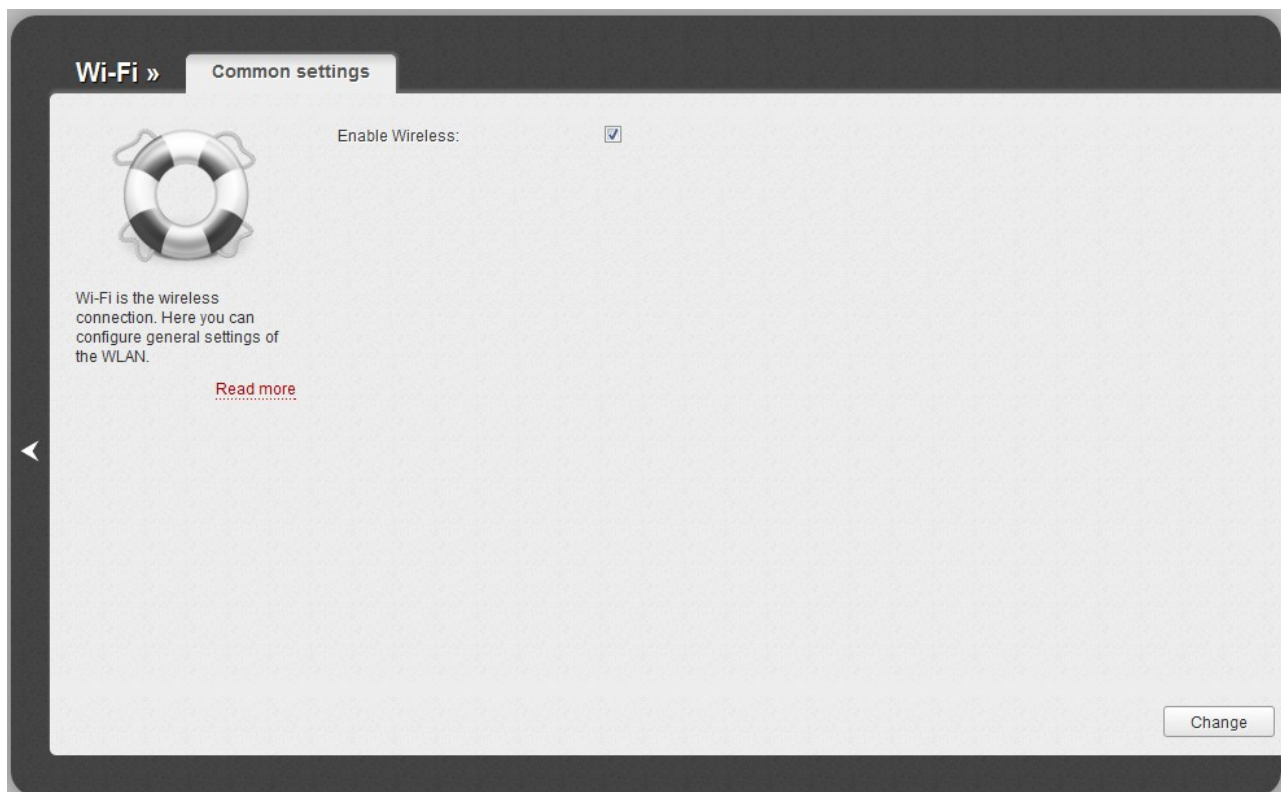 Wi-Fi »
Common settings
Enable Wireless:
Wi-Fi is the wireless
connection. Here you can
configure general settings of
the WLAN.
Read more
Change